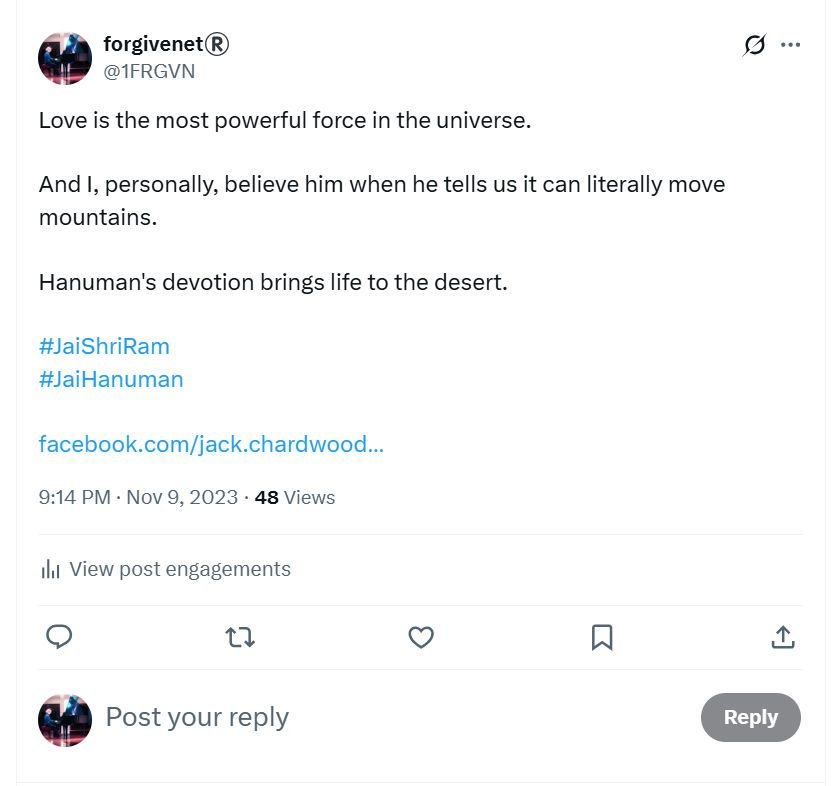 forgivenet®
@1FRGVN
Love is the most powerful force in the universe.
And I, personally, believe him when he tells us it can literally move
mountains.
Hanuman's devotion brings life to the desert.
#JaiShriRam
#JaiHanuman
facebook.com/jack.chardwood...
9:14 PM · Nov 9, 2023 · 48 Views
View post engagements
Post your reply
Reply